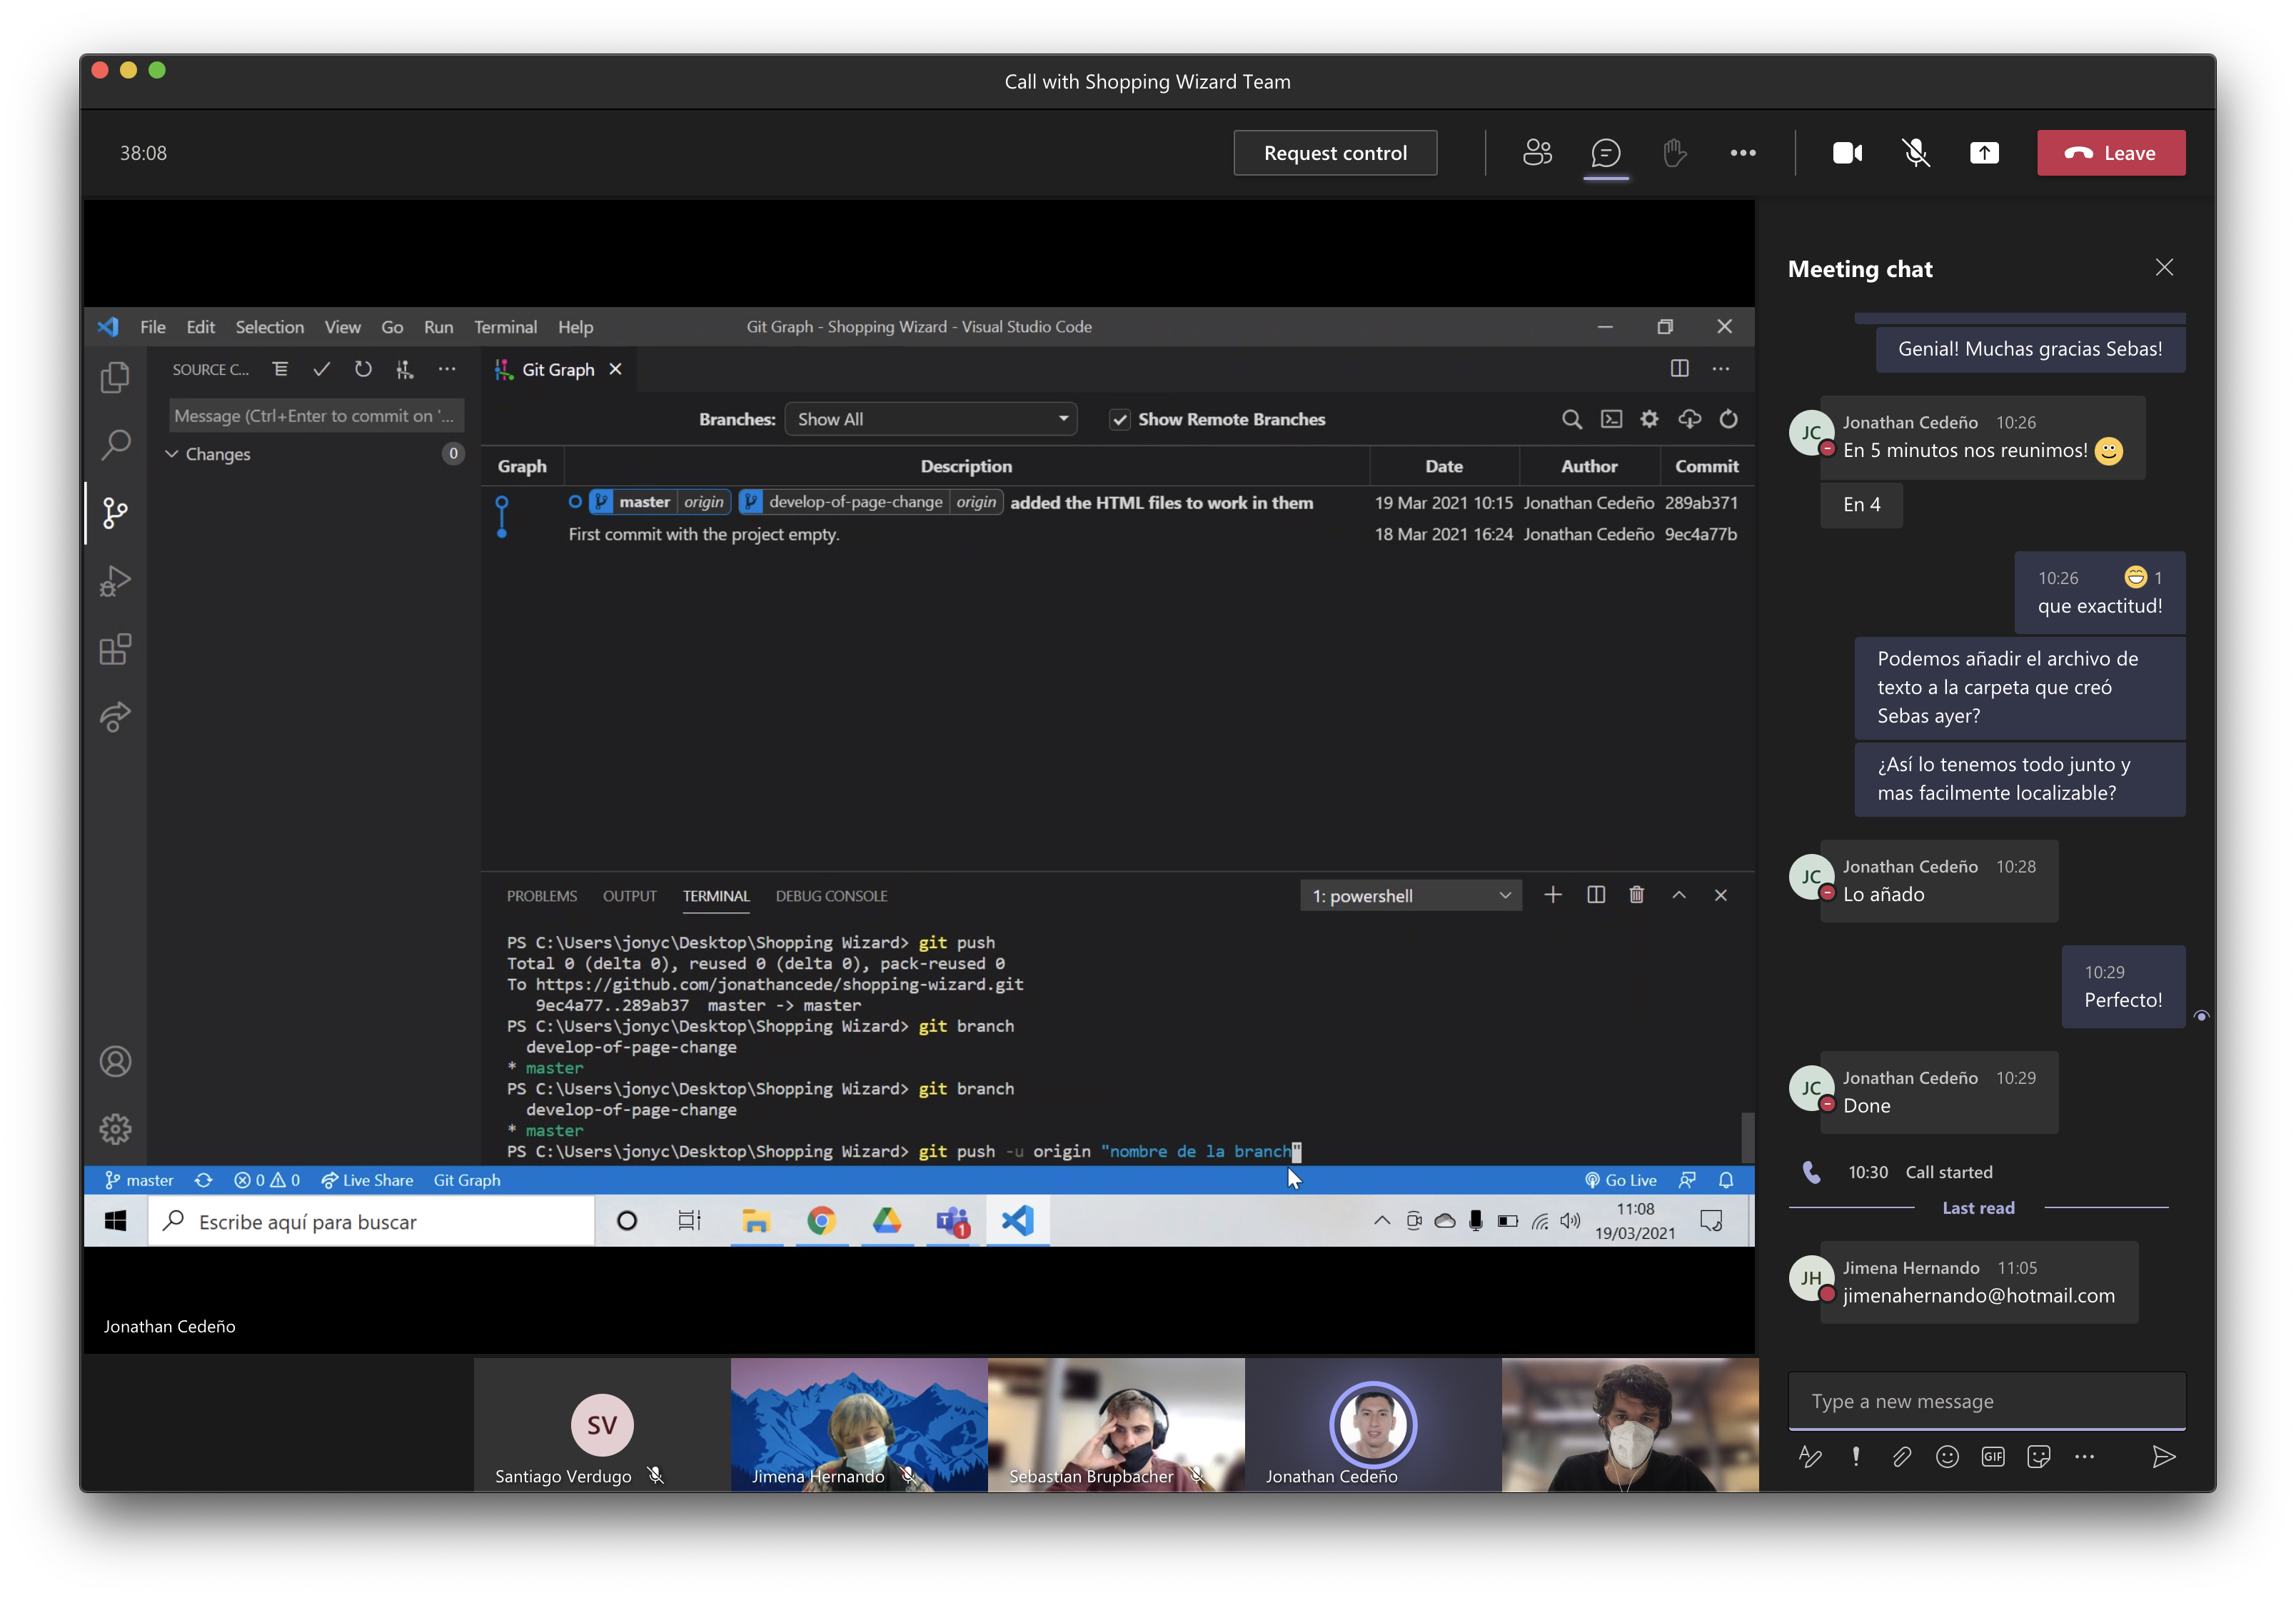 Call with Shopping Wizard Team
38:08
Request control
Leave
File Edit Selection View Go Run Terminal Help
Git Graph - Shopping Wizard - Visual Studio Code
SOURCE C...
Message (Ctrl+Enter to commit on '...
Changes 0
Git Graph
Branches: Show All Show Remote Branches
Graph Description Date Author Commit
master origin develop-of-page-change origin added the HTML files to work in them 19 Mar 2021 10:15 Jonathan Cedeño 289ab371
First commit with the project empty. 18 Mar 2021 16:24 Jonathan Cedeño 9ec4a77b
PROBLEMS OUTPUT TERMINAL DEBUG CONSOLE 1: powershell
PS C:\Users\jonyc\Desktop\Shopping Wizard> git push
Total 0 (delta 0), reused 0 (delta 0), pack-reused 0
To https://github.com/jonathancede/shopping-wizard.git
9ec4a77..289ab37 master -> master
PS C:\Users\jonyc\Desktop\Shopping Wizard> git branch
develop-of-page-change
* master
PS C:\Users\jonyc\Desktop\Shopping Wizard> git branch
develop-of-page-change
* master
PS C:\Users\jonyc\Desktop\Shopping Wizard> git push -u origin "nombre de la branch"
master 0 0 Live Share Git Graph Go Live
Escribe aquí para buscar
1
11:08
19/03/2021
Jonathan Cedeño
SV
Santiago Verdugo
Jimena Hernando
Sebastian Brupbacher
Jonathan Cedeño
Meeting chat
Genial! Muchas gracias Sebas!
JC
Jonathan Cedeño 10:26
En 5 minutos nos reunimos!
En 4
10:26 1
que exactitud!
Podemos añadir el archivo de
texto a la carpeta que creó
Sebas ayer?
¿Así lo tenemos todo junto y
mas facilmente localizable?
JC
Jonathan Cedeño 10:28
Lo añado
10:29
Perfecto!
JC
Jonathan Cedeño 10:29
Done
10:30 Call started
Last read
JH
Jimena Hernando 11:05
jimenahernando@hotmail.com
Type a new message
GIF